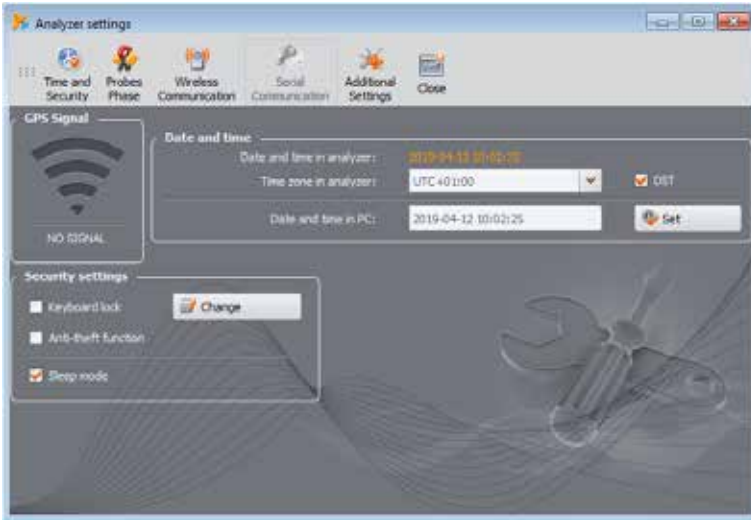 Analyzer settings
Time and Security
Probes Phase
Wireless Communication
Serial Communication
Additional Settings
Close
GPS Signal
NO SIGNAL
Date and time
Date and time in analyzer:
Time zone in analyzer:
UTC+01:00
DST
Date and time in PC:
2019-04-12 10:02:25
Set
Security settings
Keyboard lock
Change
Anti-theft function
Sleep mode